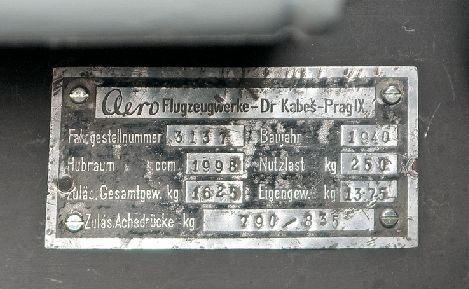 Aero Flugzeugwerke-Dr Kabeš-Prag IX.
Fahrgestellnummer 3137 Baujahr 1940
Hubraum ccm. 1998 Nutzlast kg 250
Zuläs. Gesamtgew. kg 1625 Eigengew. kg 1375
Zuläs. Achsdrücke kg 790/835